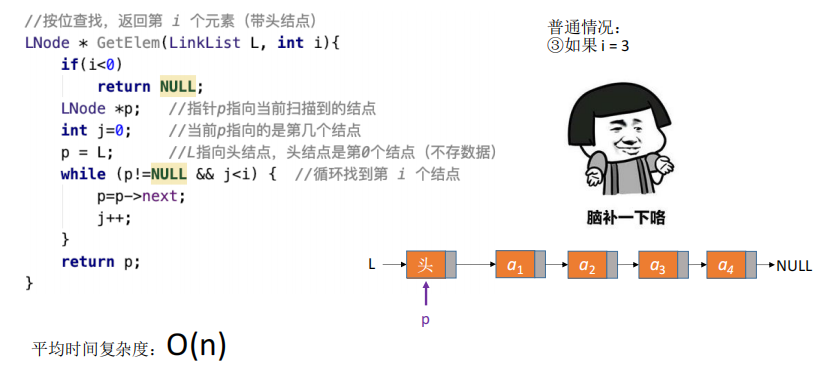 //按位查找，返回第 i 个元素（带头结点）
LNode * GetElem(LinkList L, int i){
    if(i<0)
        return NULL;
    LNode *p;   //指针p指向当前扫描到的结点
    int j=0;    //当前p指向的是第几个结点
    p = L;      //L指向头结点，头结点是第0个结点（不存数据）
    while (p!=NULL && j<i) {  //循环找到第 i 个结点
        p=p->next;
        j++;
    }
    return p;
}
平均时间复杂度：O(n)
普通情况：
③如果 i = 3
脑补一下咯
L 头 a1 a2 a3 a4 NULL
p